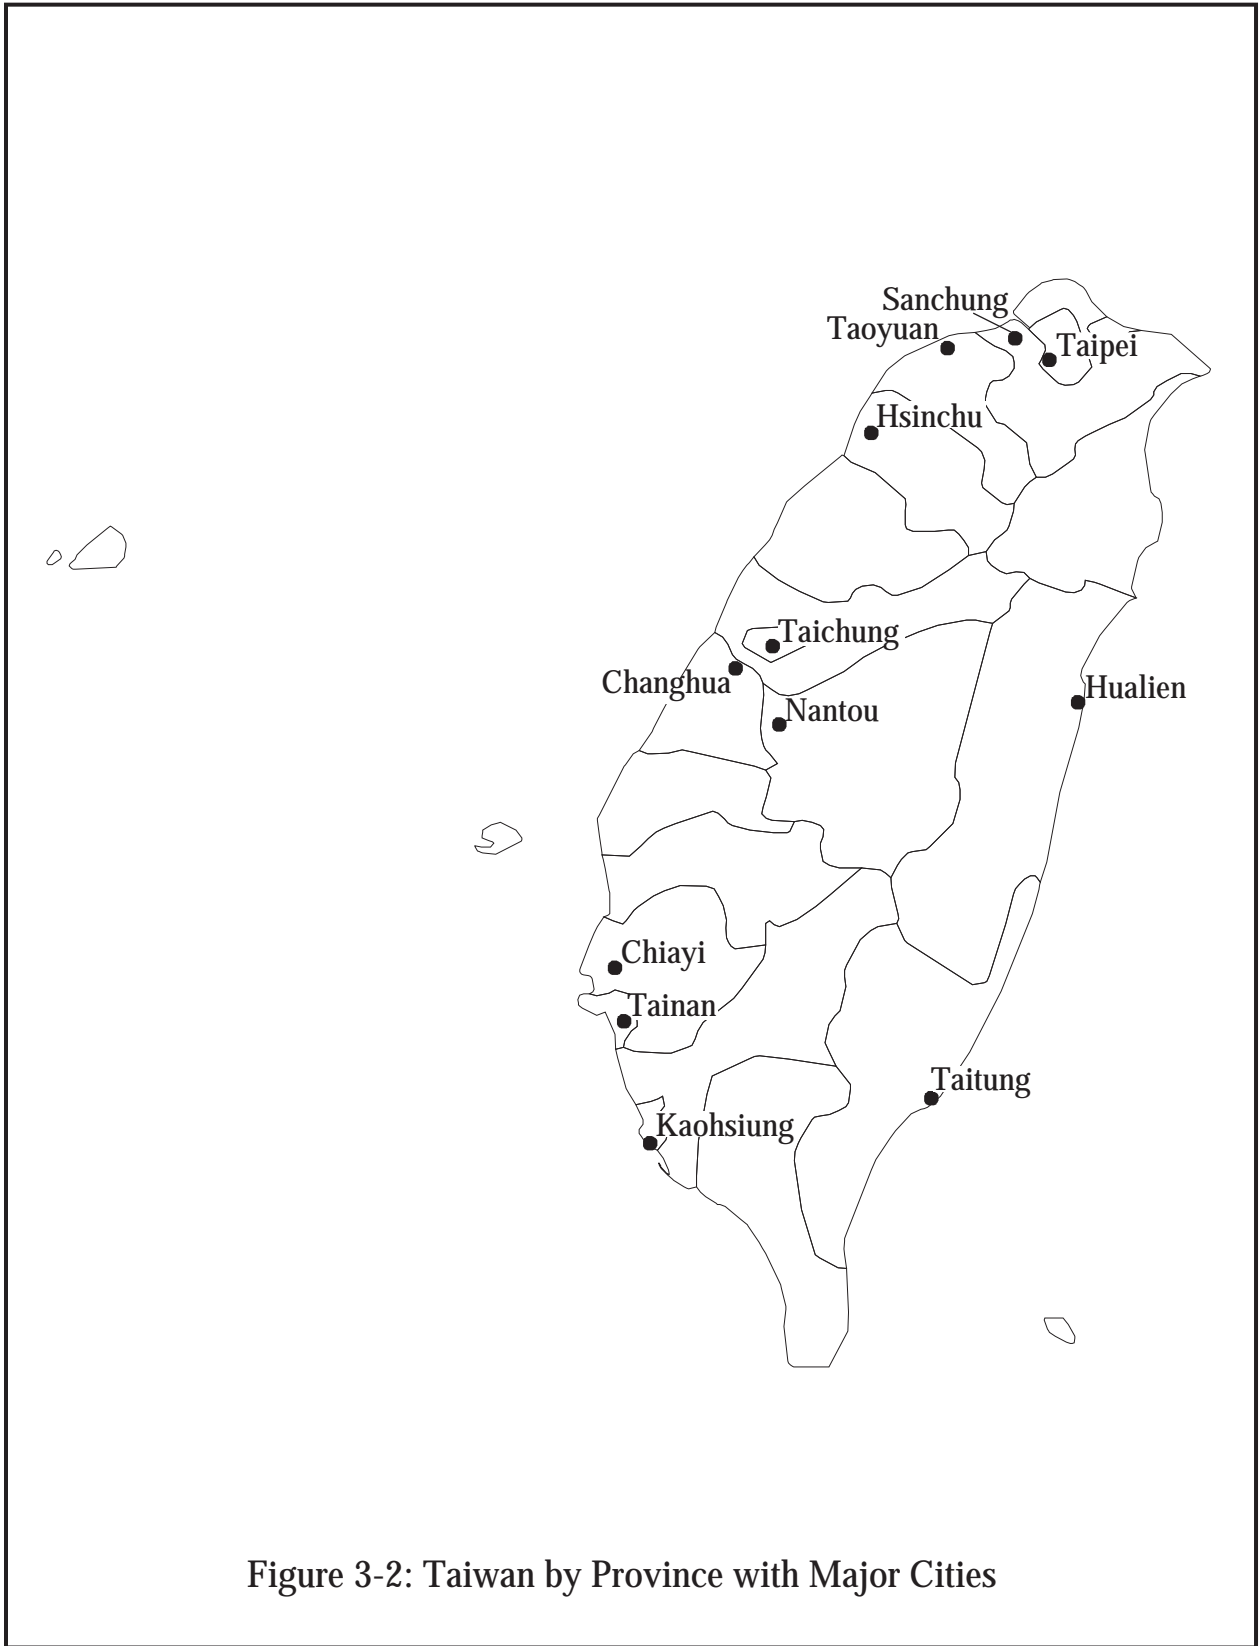 Sanchung
Taoyuan
Taipei
Hsinchu
Taichung
Changhua
Hualien
Nantou
Chiayi
Tainan
Taitung
Kaohsiung
Figure 3-2: Taiwan by Province with Major Cities